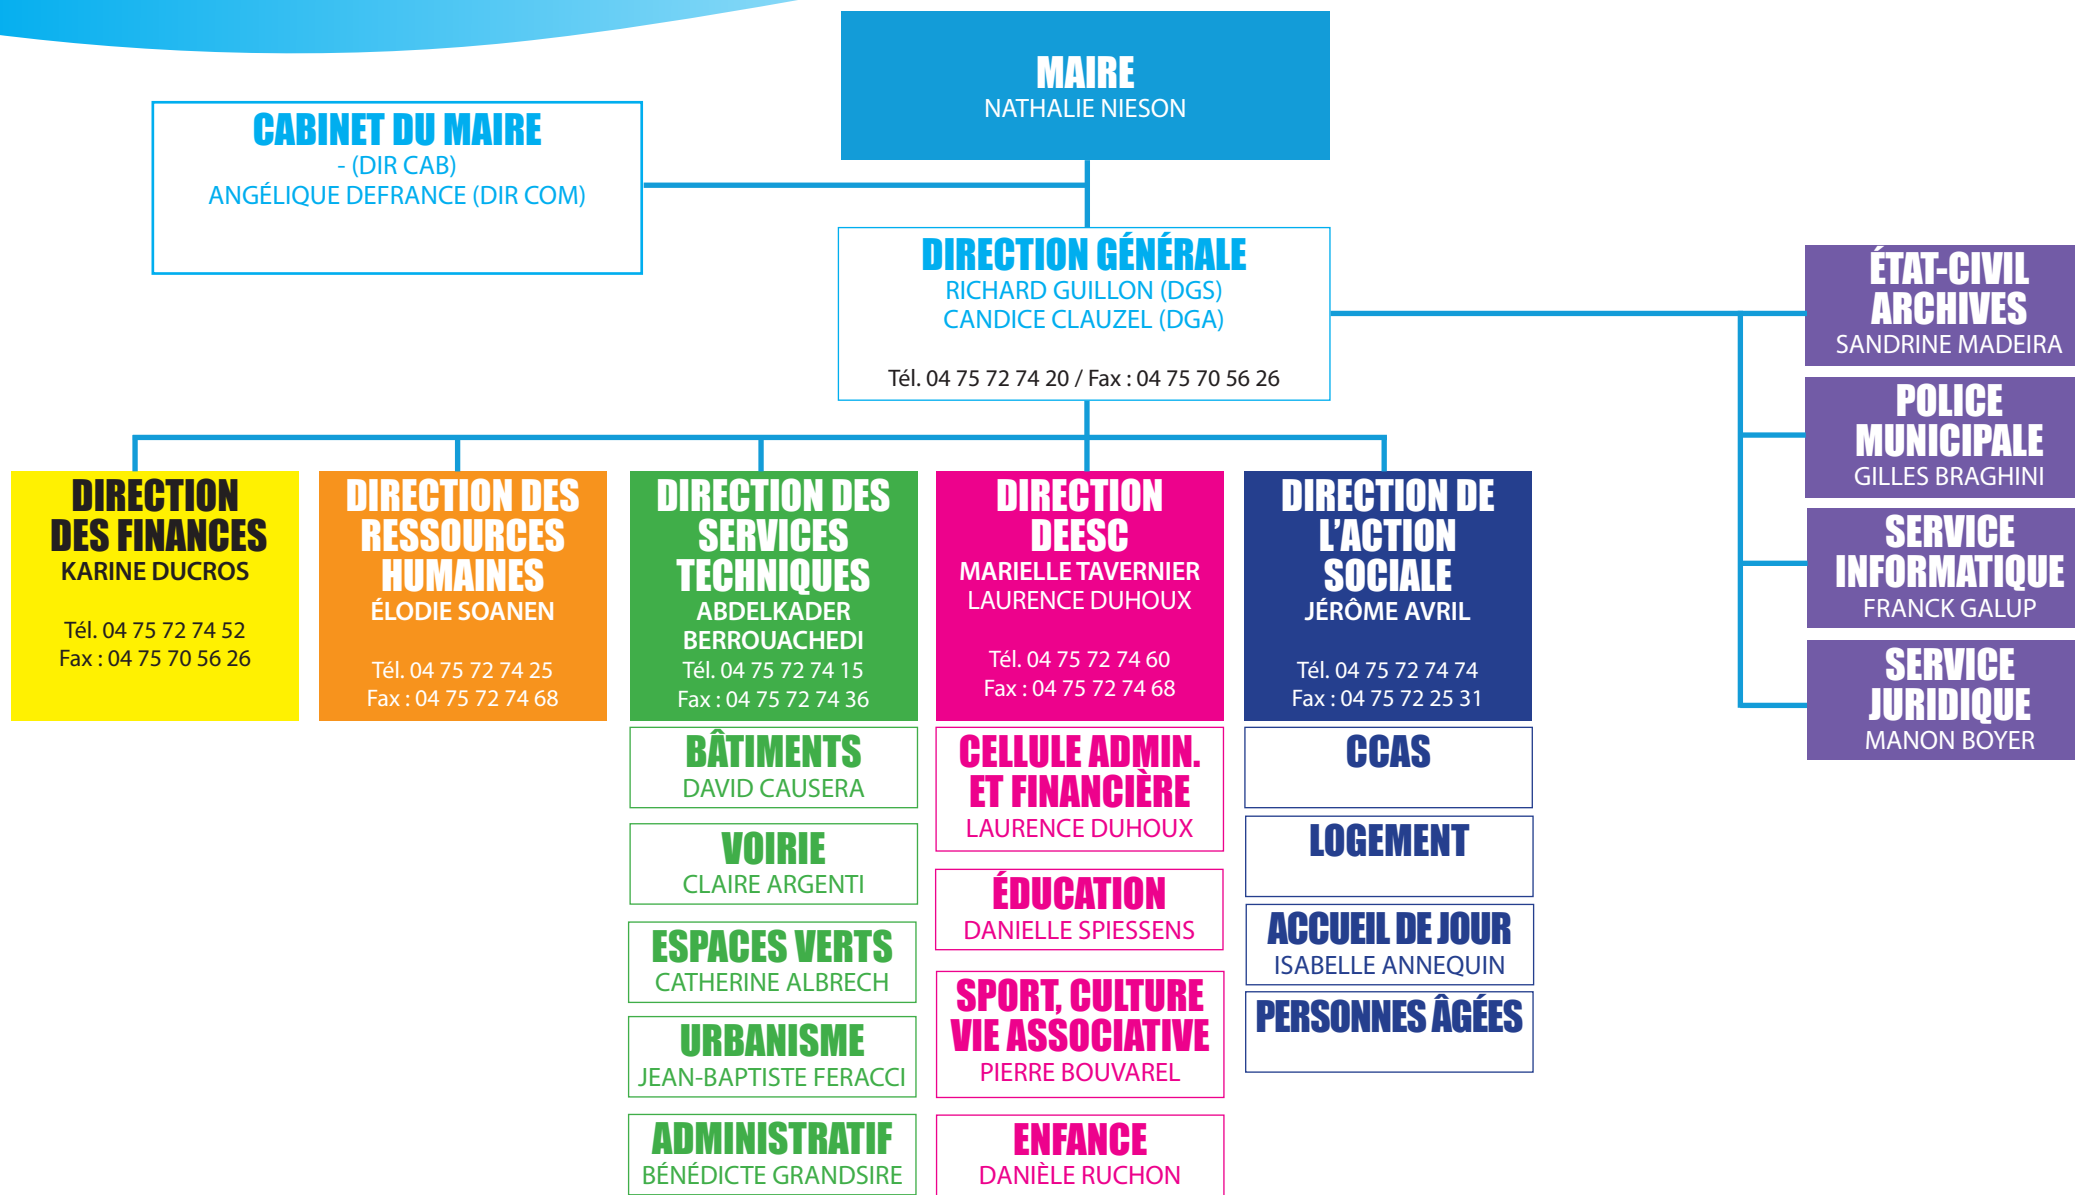 MAIRE
NATHALIE NIESON
CABINET DU MAIRE
- (DIR CAB)
ANGÉLIQUE DEFRANCE (DIR COM)
DIRECTION GÉNÉRALE
RICHARD GUILLON (DGS)
CANDICE CLAUZEL (DGA)
Tél. 04 75 72 74 20 / Fax : 04 75 70 56 26
ÉTAT-CIVIL
ARCHIVES
SANDRINE MADEIRA
POLICE
MUNICIPALE
GILLES BRAGHINI
SERVICE
INFORMATIQUE
FRANCK GALUP
SERVICE
JURIDIQUE
MANON BOYER
DIRECTION
DES FINANCES
KARINE DUCROS
Tél. 04 75 72 74 52
Fax : 04 75 70 56 26
DIRECTION DES
RESSOURCES
HUMAINES
ÉLODIE SOANEN
Tél. 04 75 72 74 25
Fax : 04 75 72 74 68
DIRECTION DES
SERVICES
TECHNIQUES
ABDELKADER
BERROUACHEDI
Tél. 04 75 72 74 15
Fax : 04 75 72 74 36
BÂTIMENTS
DAVID CAUSERA
VOIRIE
CLAIRE ARGENTI
ESPACES VERTS
CATHERINE ALBRECH
URBANISME
JEAN-BAPTISTE FERACCI
ADMINISTRATIF
BÉNÉDICTE GRANDSIRE
DIRECTION
DEESC
MARIELLE TAVERNIER
LAURENCE DUHOUX
Tél. 04 75 72 74 60
Fax : 04 75 72 74 68
CELLULE ADMIN.
ET FINANCIÈRE
LAURENCE DUHOUX
ÉDUCATION
DANIELLE SPIESSENS
SPORT, CULTURE
VIE ASSOCIATIVE
PIERRE BOUVAREL
ENFANCE
DANIÈLE RUCHON
DIRECTION DE
L'ACTION
SOCIALE
JÉRÔME AVRIL
Tél. 04 75 72 74 74
Fax : 04 75 72 25 31
CCAS
LOGEMENT
ACCUEIL DE JOUR
ISABELLE ANNEQUIN
PERSONNES ÂGÉES